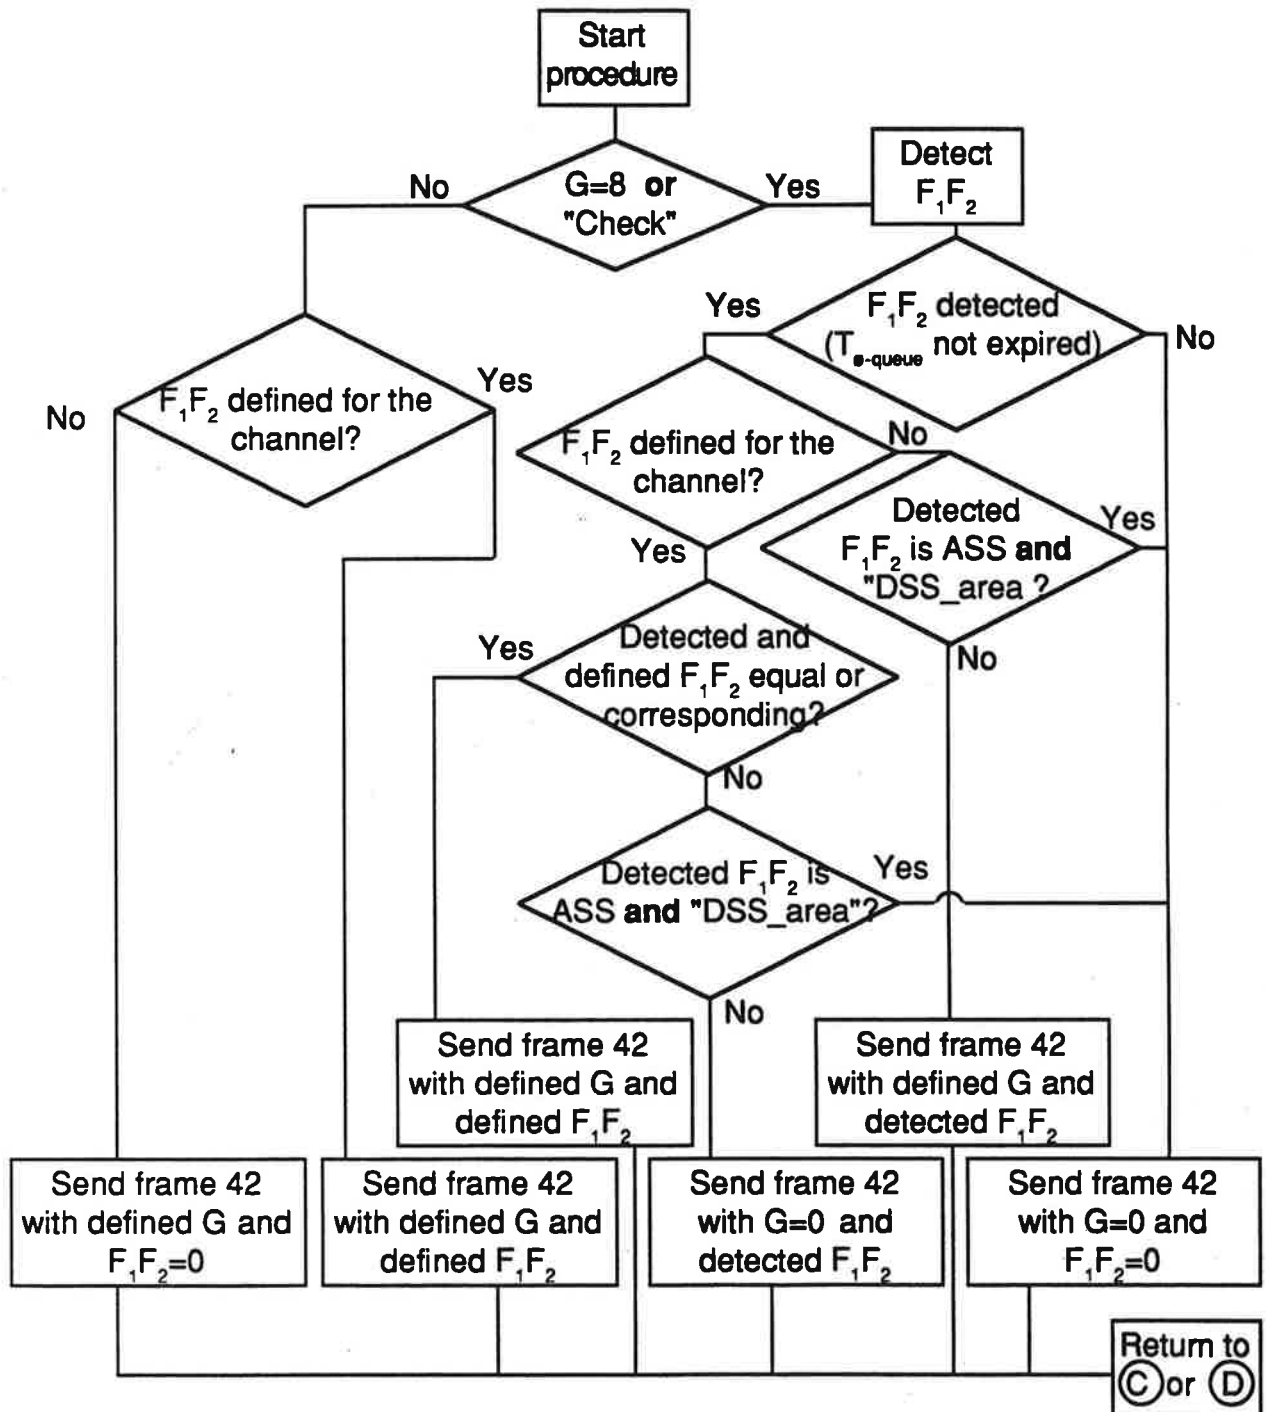 Start
procedure
G=8 or
"Check"
No
Yes
Detect
F₁F₂
F₁F₂ detected
(Te-queue not expired)
Yes
No
F₁F₂ defined for the
channel?
No
Yes
F₁F₂ defined for the
channel?
No
Yes
Detected
F₁F₂ is ASS and
"DSS_area ?
Yes
No
Detected and
defined F₁F₂ equal or
corresponding?
Yes
No
Detected F₁F₂ is
ASS and "DSS_area"?
Yes
No
Send frame 42
with defined G and
defined F₁F₂
Send frame 42
with defined G and
detected F₁F₂
Send frame 42
with defined G and
F₁F₂=0
Send frame 42
with defined G and
defined F₁F₂
Send frame 42
with G=0 and
detected F₁F₂
Send frame 42
with G=0 and
F₁F₂=0
Return to
C or D